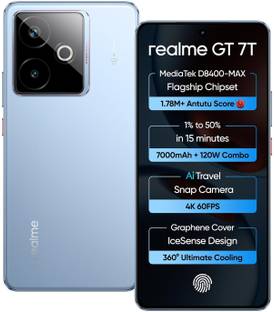 realme GT 7T
MediaTek D8400-MAX
Flagship Chipset
1.78M+ Antutu Score
1% to 50%
in 15 minutes
7000mAh + 120W Combo
Ai Travel
Snap Camera
4K 60FPS
Graphene Cover
IceSense Design
360° Ultimate Cooling
realme